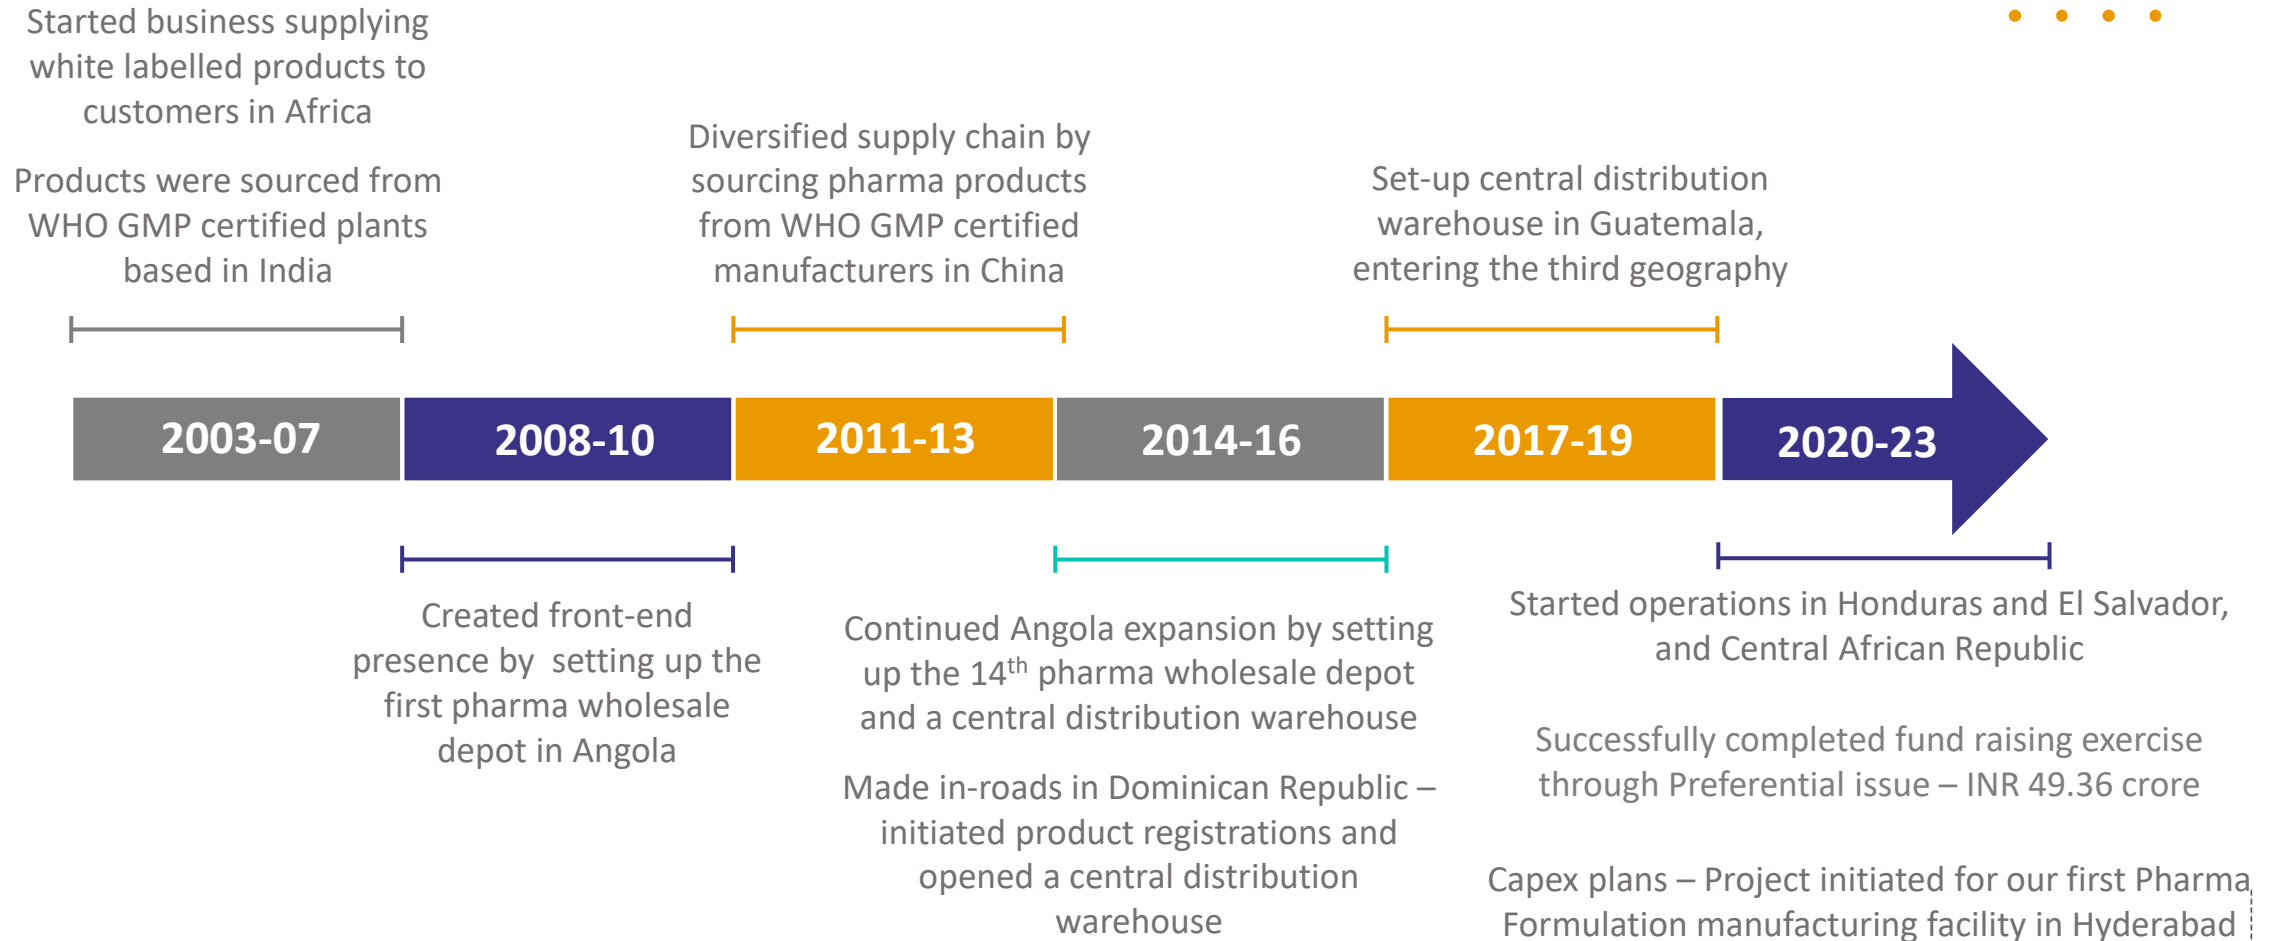 Started business supplying
white labelled products to
customers in Africa
Products were sourced from
WHO GMP certified plants
based in India
Diversified supply chain by
sourcing pharma products
from WHO GMP certified
manufacturers in China
Set-up central distribution
warehouse in Guatemala,
entering the third geography
2003-07
2008-10
2011-13
2014-16
2017-19
2020-23
Created front-end
presence by  setting up the
first pharma wholesale
depot in Angola
Continued Angola expansion by setting
up the 14th pharma wholesale depot
and a central distribution warehouse
Made in-roads in Dominican Republic –
initiated product registrations and
opened a central distribution
warehouse
Started operations in Honduras and El Salvador,
and Central African Republic
Successfully completed fund raising exercise
through Preferential issue – INR 49.36 crore
Capex plans – Project initiated for our first Pharma
Formulation manufacturing facility in Hyderabad